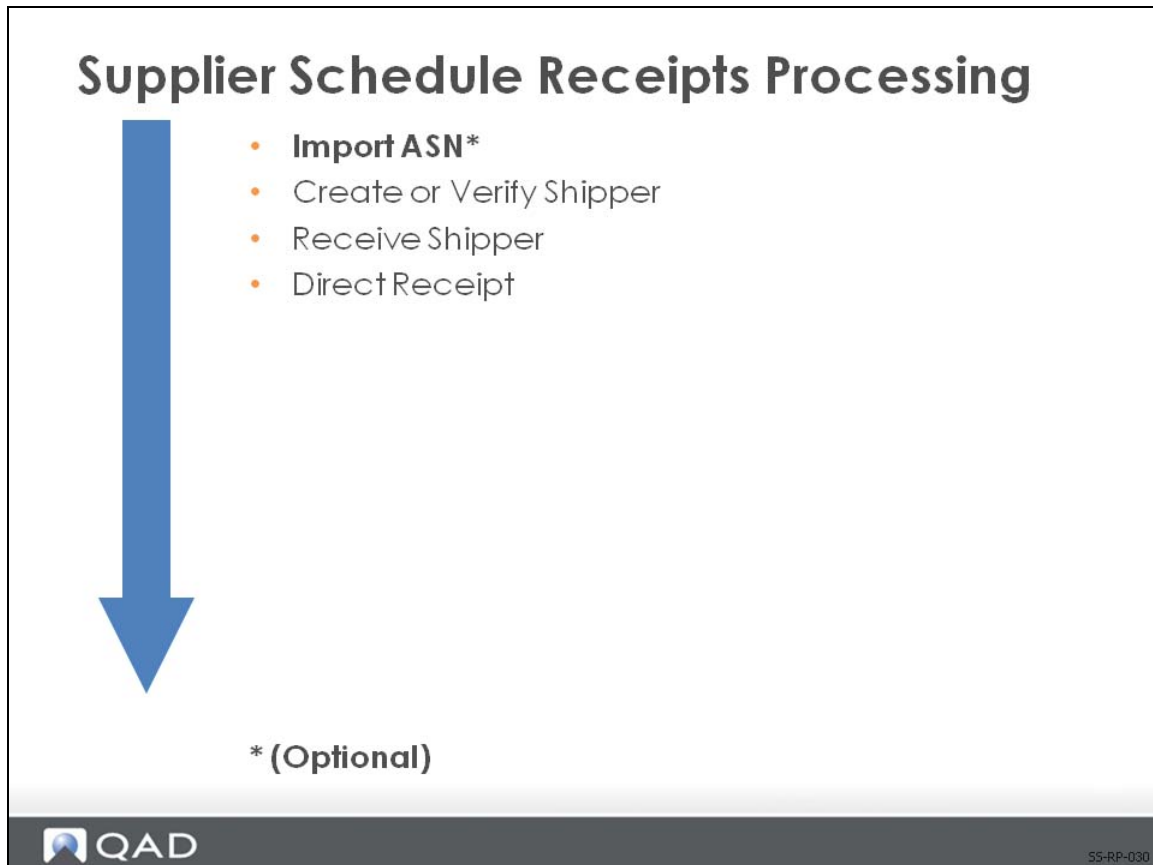 Supplier Schedule Receipts Processing
• Import ASN*
• Create or Verify Shipper
• Receive Shipper
• Direct Receipt
* (Optional)
QAD
SS-RP-030